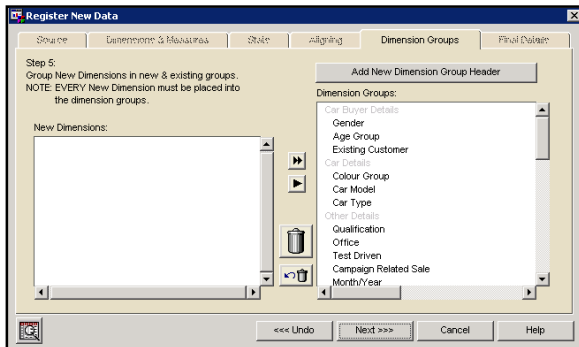 Register New Data
Source
Dimensions & Measures
State
Aligning
Dimension Groups
Final Details
Step 5:
Group New Dimensions in new & existing groups.
NOTE: EVERY New Dimension must be placed into
the dimension groups.
Add New Dimension Group Header
Dimension Groups:
New Dimensions:
Car Buyer Details
Gender
Age Group
Existing Customer
Car Details
Colour Group
Car Model
Car Type
Other Details
Qualification
Office
Test Driven
Campaign Related Sale
Month/Year
<<< Undo
Next >>>
Cancel
Help